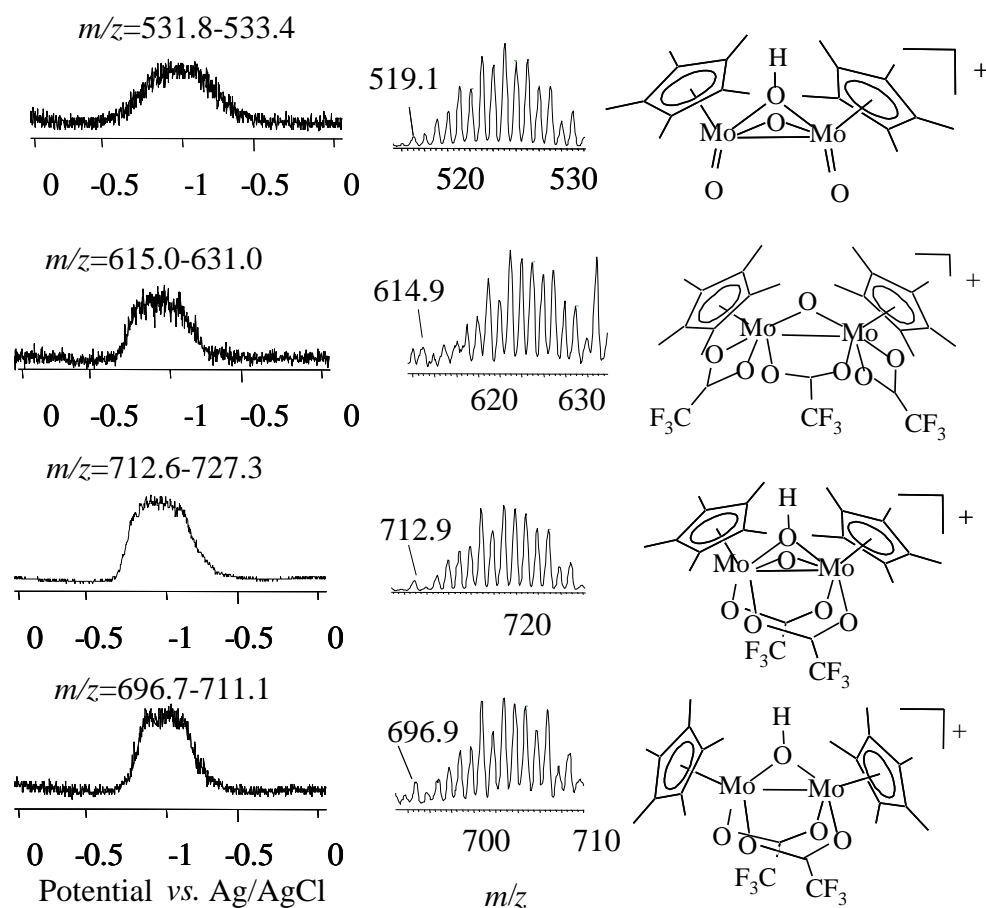 m/z=531.8-533.4
0 -0.5 -1 -0.5 0
519.1
520 530
H
O
O
Mo Mo
O O
+
m/z=615.0-631.0
0 -0.5 -1 -0.5 0
614.9
620 630
O
Mo Mo
O O O O O O
F3C CF3 CF3
+
m/z=712.6-727.3
0 -0.5 -1 -0.5 0
712.9
720
H
O
O
Mo Mo
O O O O
F3C CF3
+
m/z=696.7-711.1
0 -0.5 -1 -0.5 0
Potential vs. Ag/AgCl
696.9
700 710
m/z
H
O
Mo Mo
O O O O
F3C CF3
+